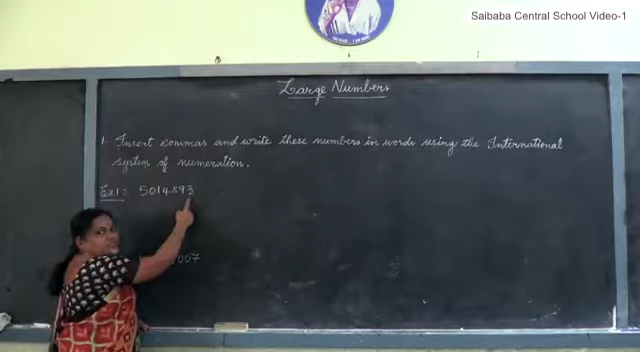 Saibaba Central School Video-1
Large Numbers
1. Insert commas and write these numbers in words using the International
system of numeration.
Ex1:- 5014893
007